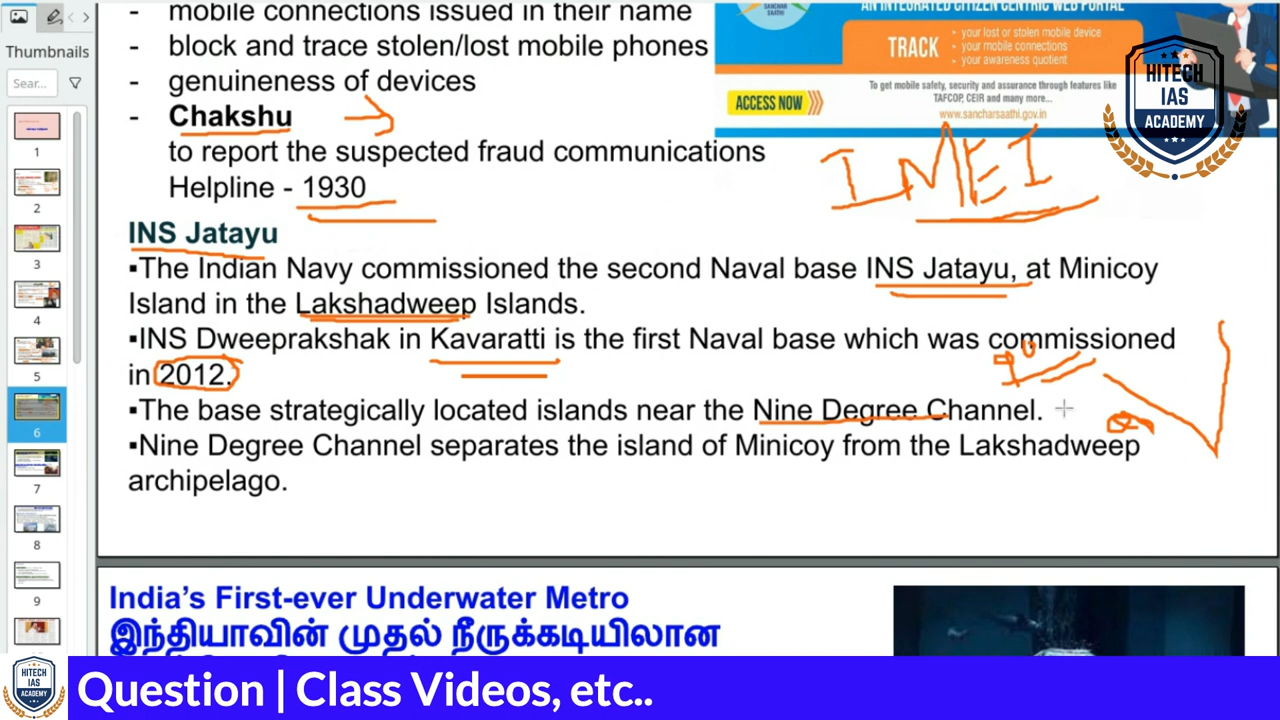 Thumbnails
Sear...
1
2
3
4
5
6
7
8
9
- mobile connections issued in their name
- block and trace stolen/lost mobile phones
- genuineness of devices
- Chakshu
to report the suspected fraud communications
Helpline - 1930
SANCHAR
SAATHI
AN INTEGRATED CITIZEN CENTRIC WEB PORTAL
TRACK
your lost or stolen mobile device
your mobile connections
your awareness quotient
To get mobile safety, security and assurance through features like
TAFCOP, CEIR and many more...
ACCESS NOW
www.sancharsaathi.gov.in
HITECH
IAS
ACADEMY
IMEI
INS Jatayu
▪The Indian Navy commissioned the second Naval base INS Jatayu, at Minicoy
Island in the Lakshadweep Islands.
▪INS Dweeprakshak in Kavaratti is the first Naval base which was commissioned
in 2012.
9°
▪The base strategically located islands near the Nine Degree Channel.
▪Nine Degree Channel separates the island of Minicoy from the Lakshadweep
archipelago.
India's First-ever Underwater Metro
இந்தியாவின் முதல் நீருக்கடியிலான
HITECH
IAS
ACADEMY
Question | Class Videos, etc..